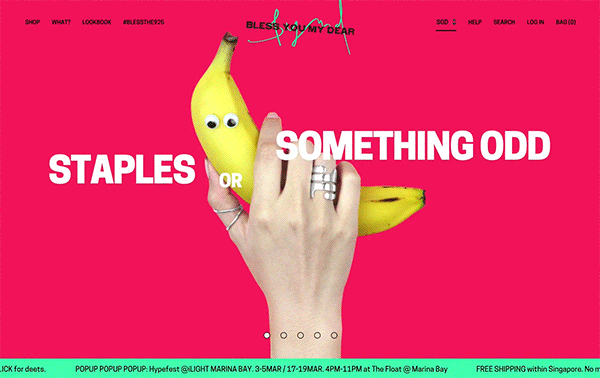 SHOP WHAT? LOOKBOOK #BLESSTHE925
BLESS YOU MY DEAR
SGD HELP SEARCH LOG IN BAG (0)
STAPLES OR SOMETHING ODD
LICK for deets. POPUP POPUP POPUP: Hypefest @iLIGHT MARINA BAY. 3-5MAR / 17-19MAR. 4PM-11PM at The Float @ Marina Bay FREE SHIPPING within Singapore. No m